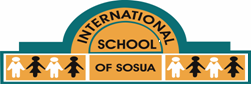 INTERNATIONAL
SCHOOL
OF SOSUA